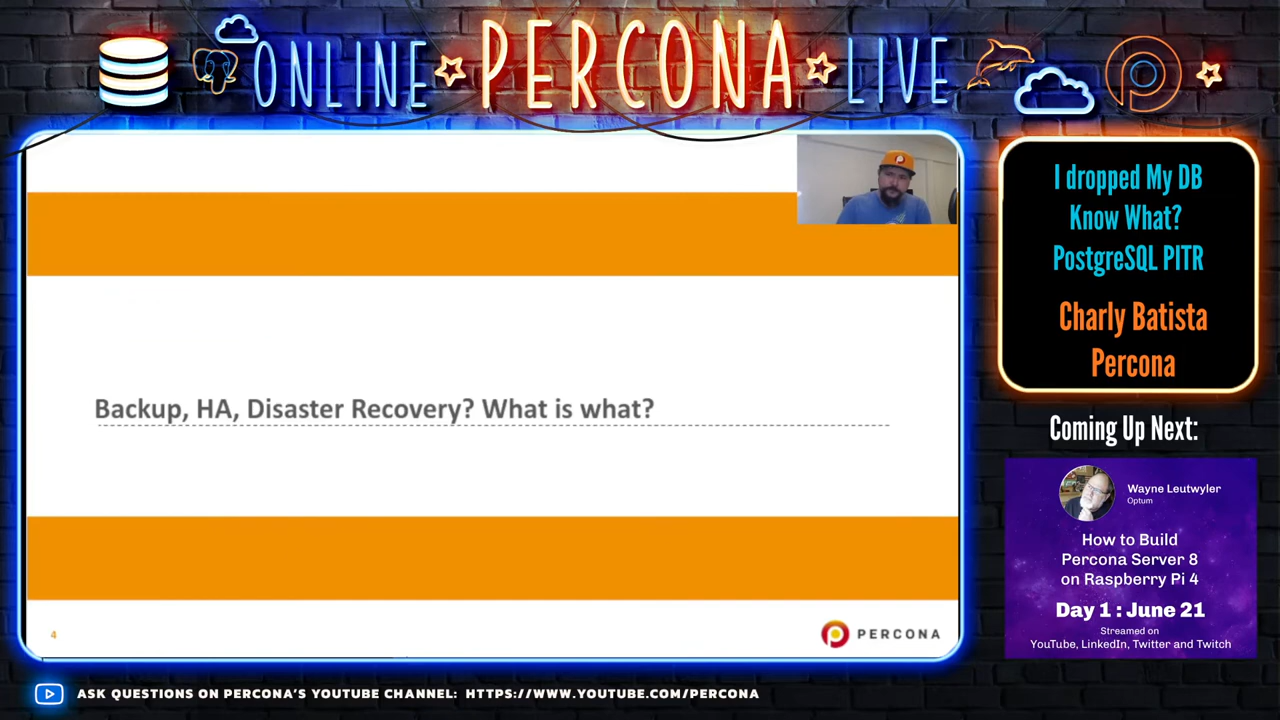 ONLINE PERCONA LIVE
I dropped My DB
Know What?
PostgreSQL PITR
Charly Batista
Percona
Backup, HA, Disaster Recovery? What is what?
4
PERCONA
Coming Up Next:
Wayne Leutwyler
Optum
How to Build
Percona Server 8
on Raspberry Pi 4
Day 1 : June 21
Streamed on
YouTube, LinkedIn, Twitter and Twitch
ASK QUESTIONS ON PERCONA'S YOUTUBE CHANNEL: HTTPS://WWW.YOUTUBE.COM/PERCONA